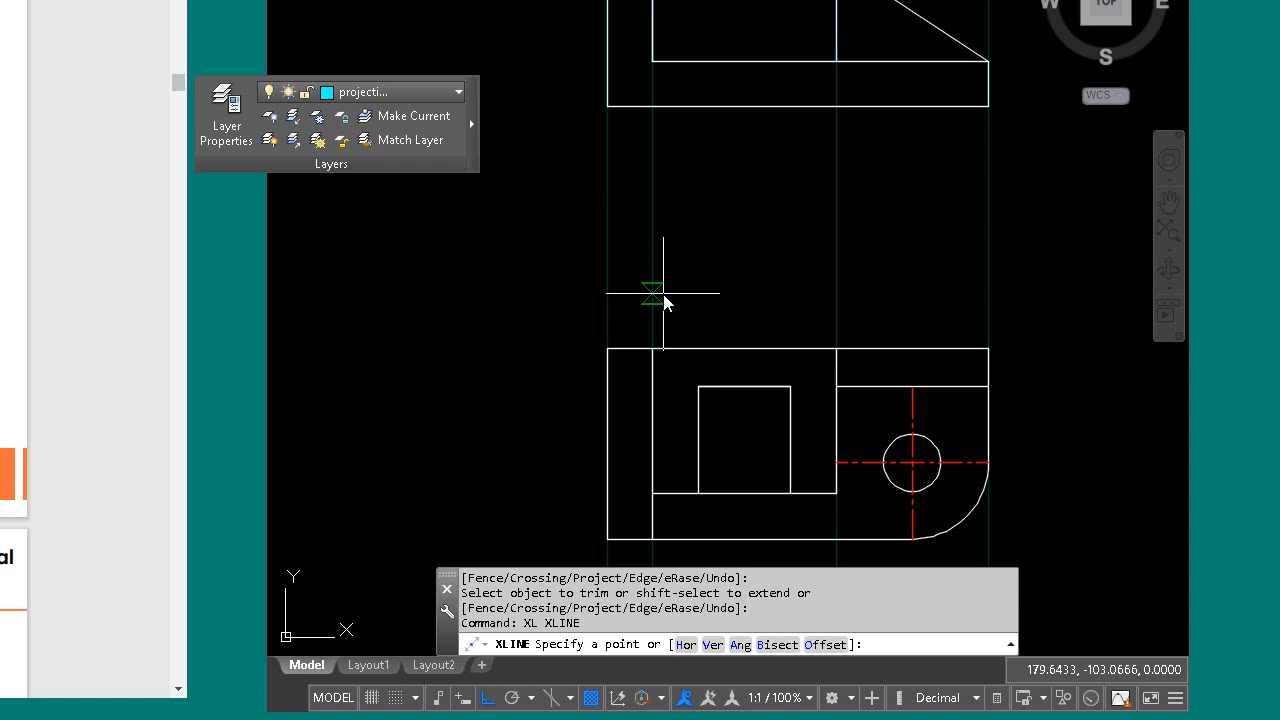 W TOP E
S
WCS
projecti...
Layer Properties
Make Current
Match Layer
Layers
al
Y
X
[Fence/Crossing/Project/Edge/eRase/Undo]:
Select object to trim or shift-select to extend or
[Fence/Crossing/Project/Edge/eRase/Undo]:
Command: XL XLINE
XLINE Specify a point or [Hor Ver Ang Bisect Offset]:
Model Layout1 Layout2 +
179.6433, -103.0666, 0.0000
MODEL 1:1 / 100% Decimal